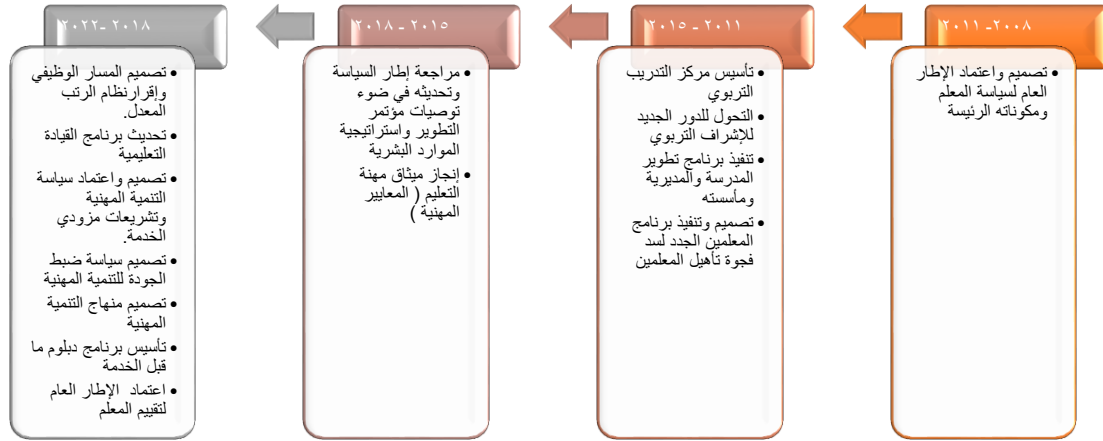 ٢٠٠٨ـ ٢٠١١
• تصميم واعتماد الإطار
العام لسياسة المعلم
ومكوناته الرئيسة
٢٠١١ ـ ٢٠١٥
• تأسيس مركز التدريب
التربوي
• التحول للدور الجديد
للإشراف التربوي
• تنفيذ برنامج تطوير
المدرسة والمديرية
ومأسسته
• تصميم وتنفيذ برنامج
المعلمين الجدد لسد
فجوة تأهيل المعلمين
٢٠١٥ ـ ٢٠١٨
• مراجعة إطار السياسة
وتحديثه في ضوء
توصيات مؤتمر
التطوير واستراتيجية
الموارد البشرية
• إنجاز ميثاق مهنة
التعليم ( المعايير
المهنية )
٢٠١٨ ـ٢٠٢٢
• تصميم المسار الوظيفي
وإقرارنظام الرتب
المعدل.
• تحديث برنامج القيادة
التعليمية
• تصميم واعتماد سياسة
التنمية المهنية
وتشريعات مزودي
الخدمة.
• تصميم سياسة ضبط
الجودة للتنمية المهنية
• تصميم منهاج التنمية
المهنية
• تأسيس برنامج دبلوم ما
قبل الخدمة
• اعتماد الإطار العام
لتقييم المعلم